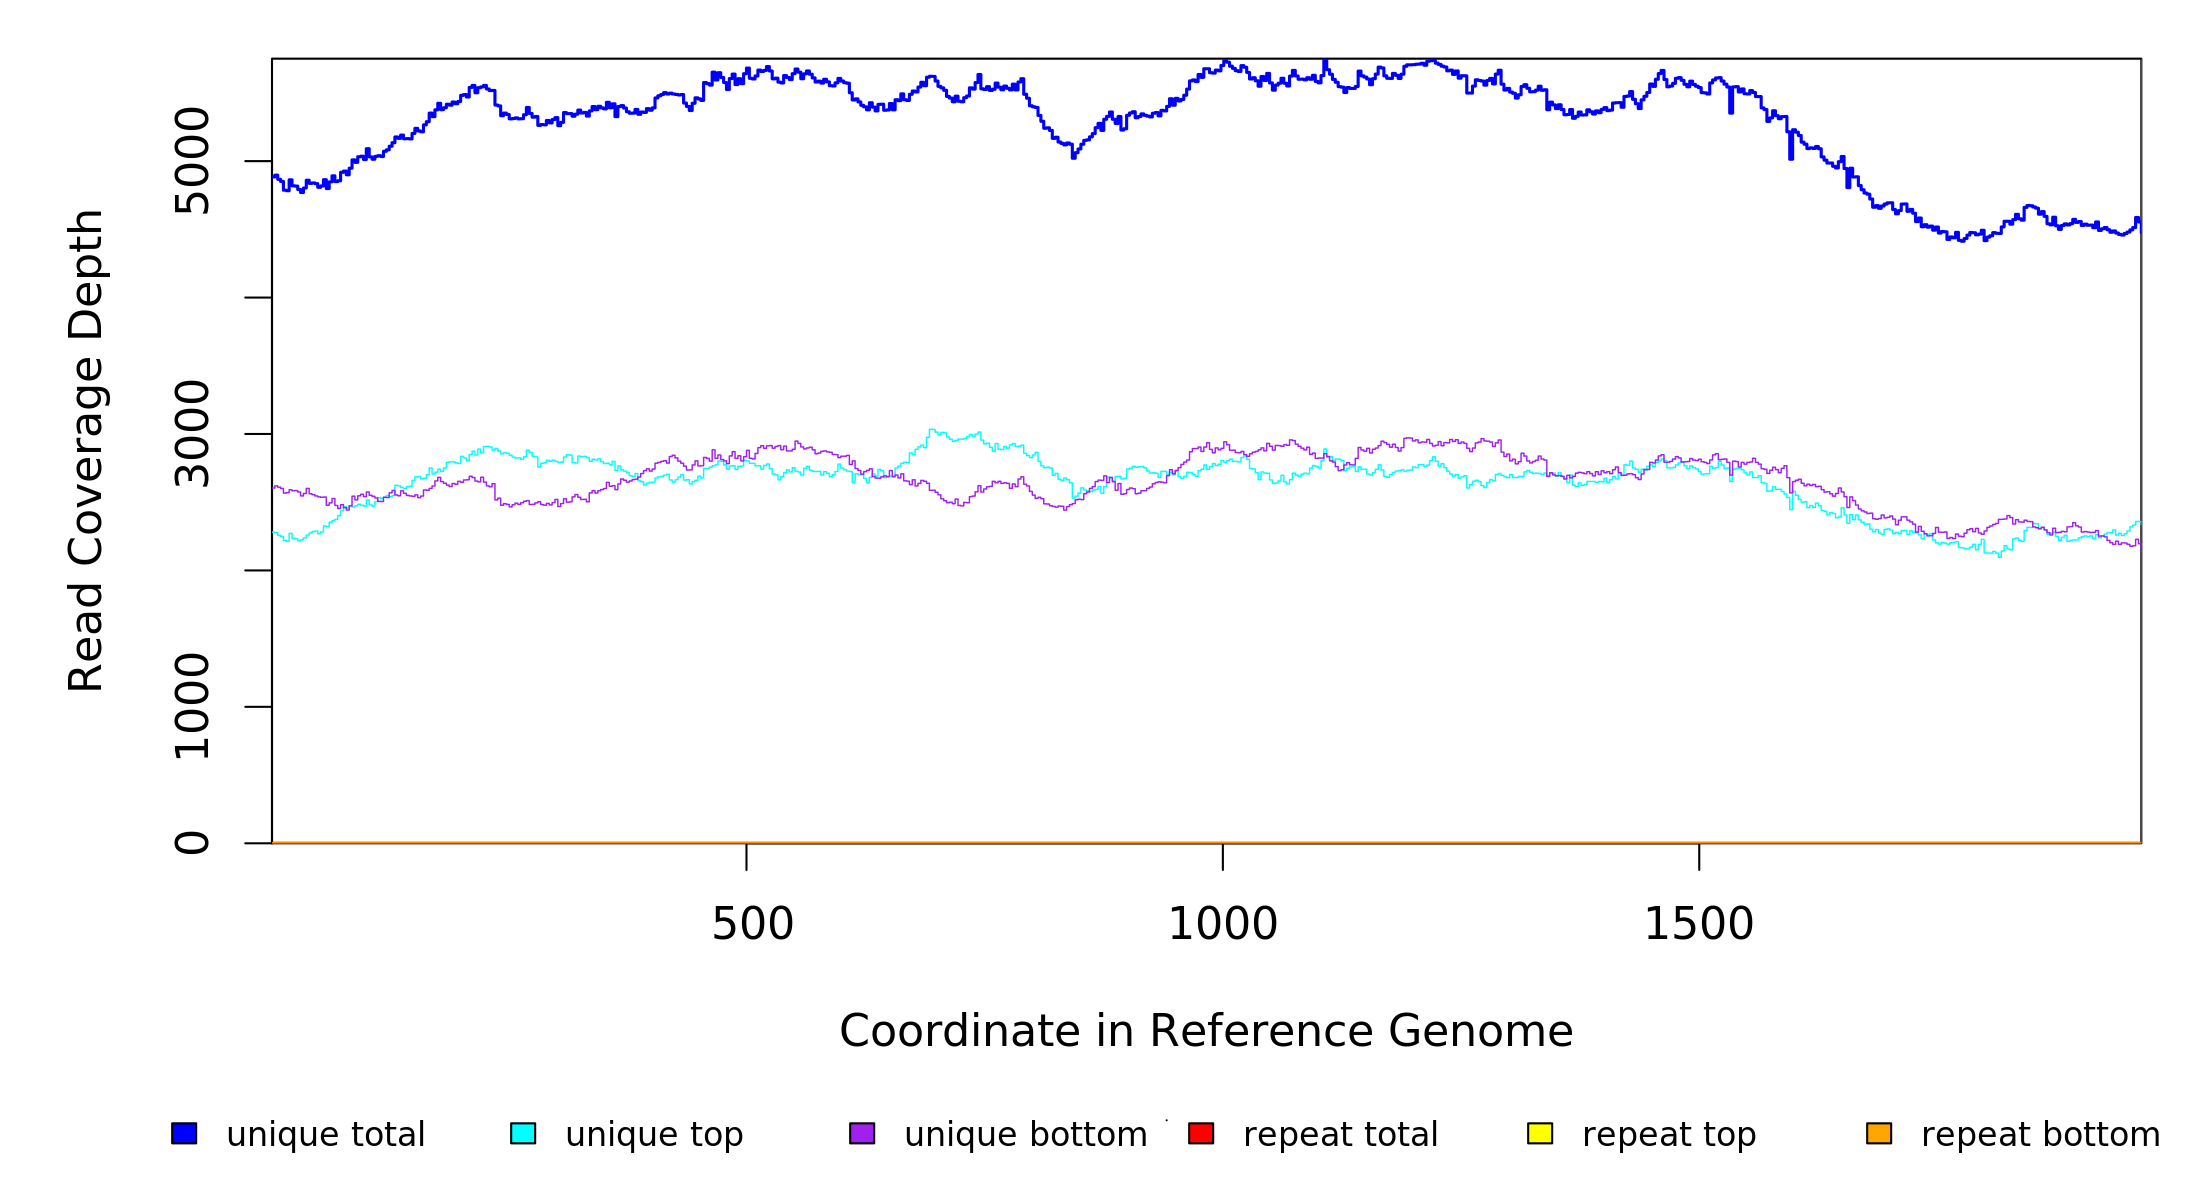 Read Coverage Depth
5000
3000
1000
0
500 1000 1500
Coordinate in Reference Genome
unique total unique top unique bottom repeat total repeat top repeat bottom